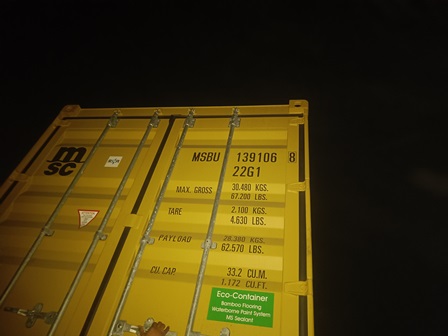 msc
MSBU 139106 8
22G1
MAX. GROSS 30.480 KGS.
67.200 LBS.
TARE 2.100 KGS.
4.630 LBS.
PAYLOAD 28.380 KGS.
62.570 LBS.
CU. CAP 33.2 CU.M.
1.172 CU.FT.
Eco-Container
Bamboo Flooring
Waterborne Paint System
MS Sealant